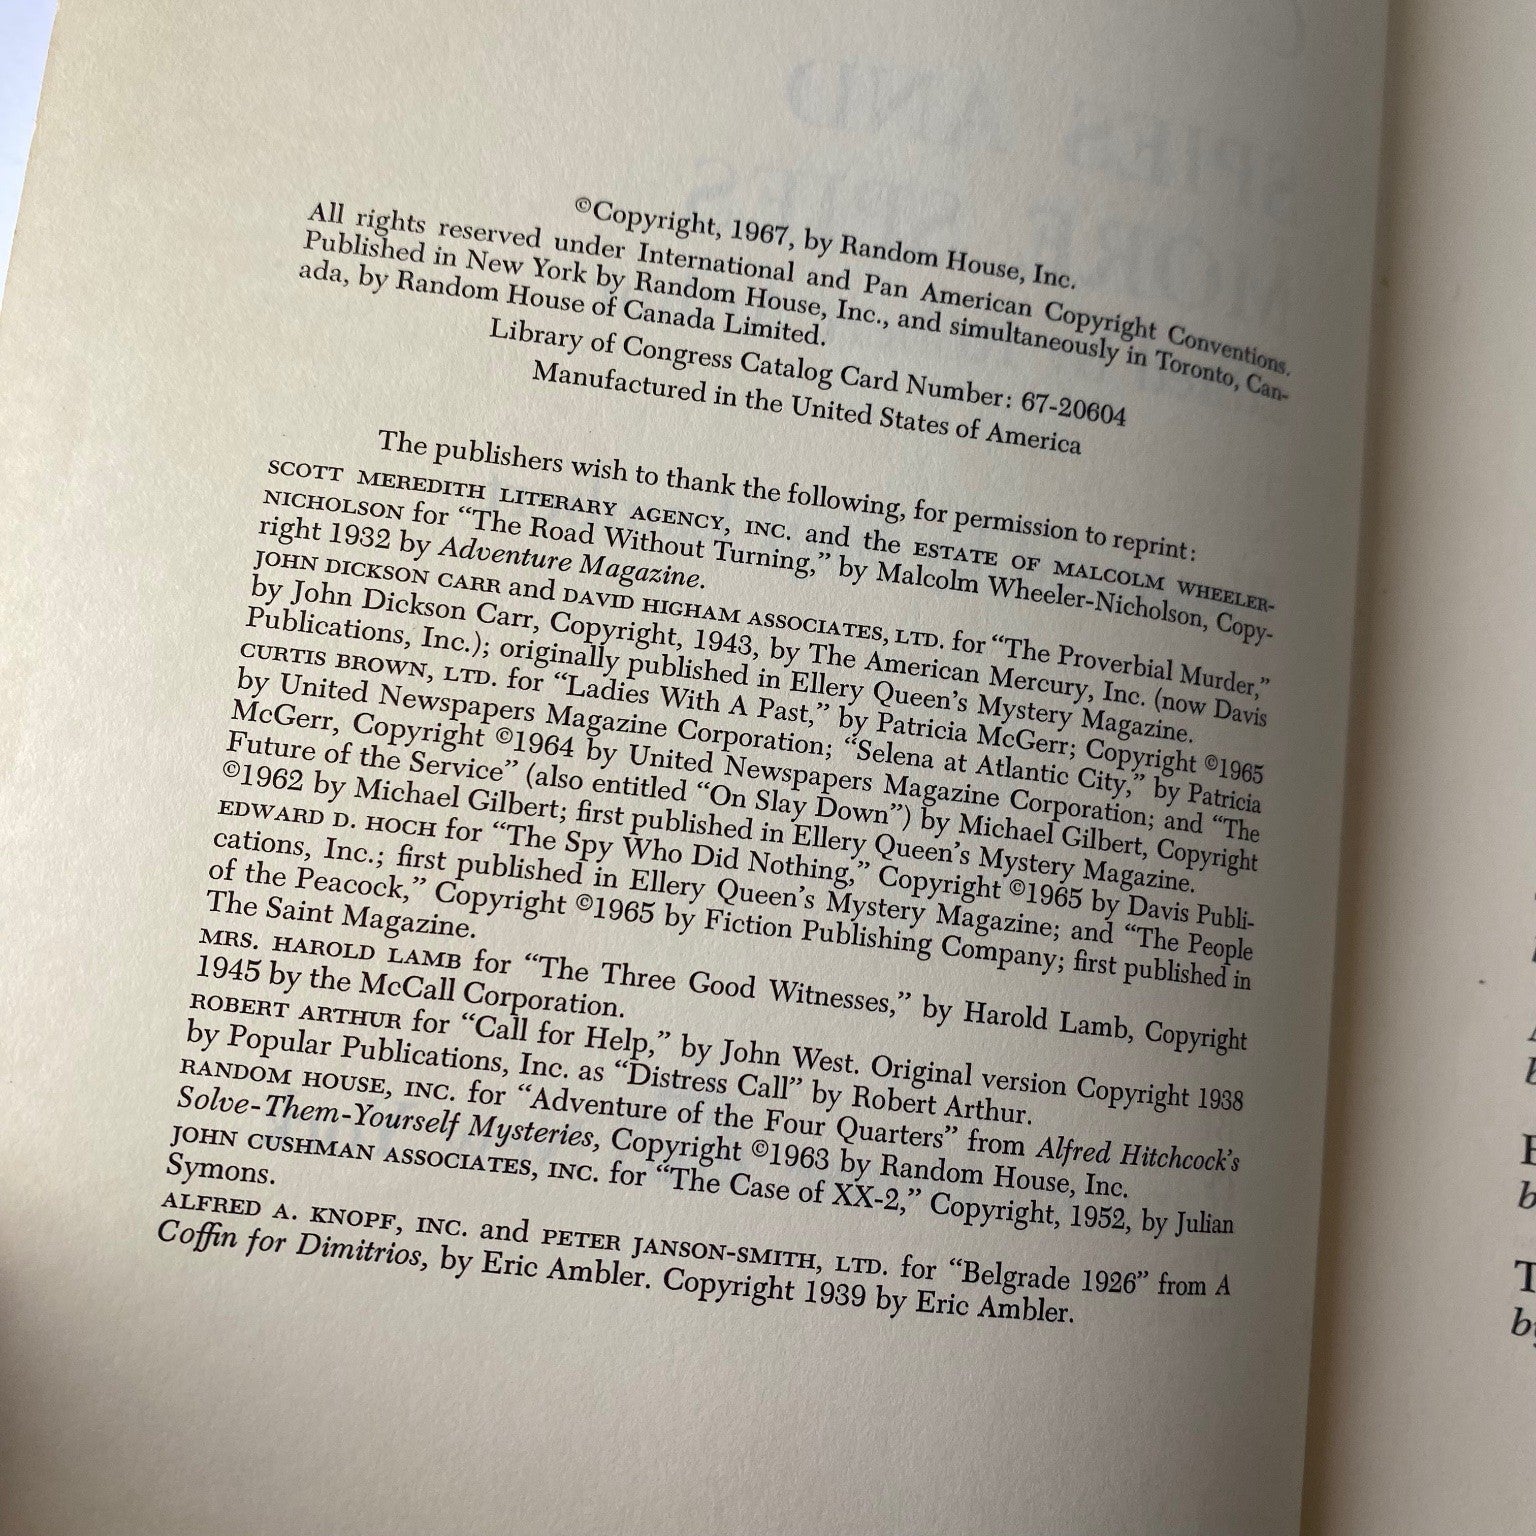 ©Copyright, 1967, by Random House, Inc.
All rights reserved under International and Pan American Copyright Conventions.
Published in New York by Random House, Inc., and simultaneously in Toronto, Can-
ada, by Random House of Canada Limited.
Library of Congress Catalog Card Number: 67-20604
Manufactured in the United States of America
The publishers wish to thank the following, for permission to reprint:
SCOTT MEREDITH LITERARY AGENCY, INC. and the ESTATE OF MALCOLM WHEELER-
NICHOLSON for “The Road Without Turning,” by Malcolm Wheeler-Nicholson, Copy-
right 1932 by Adventure Magazine.
JOHN DICKSON CARR and DAVID HIGHAM ASSOCIATES, LTD. for “The Proverbial Murder,”
by John Dickson Carr, Copyright, 1943, by The American Mercury, Inc. (now Davis
Publications, Inc.); originally published in Ellery Queen’s Mystery Magazine.
CURTIS BROWN, LTD. for “Ladies With A Past,” by Patricia McGerr; Copyright ©1965
by United Newspapers Magazine Corporation; “Selena at Atlantic City,” by Patricia
McGerr, Copyright ©1964 by United Newspapers Magazine Corporation; and “The
Future of the Service” (also entitled “On Slay Down”) by Michael Gilbert, Copyright
©1962 by Michael Gilbert; first published in Ellery Queen’s Mystery Magazine.
EDWARD D. HOCH for “The Spy Who Did Nothing,” Copyright ©1965 by Davis Publi-
cations, Inc.; first published in Ellery Queen’s Mystery Magazine; and “The People
of the Peacock,” Copyright ©1965 by Fiction Publishing Company; first published in
The Saint Magazine.
MRS. HAROLD LAMB for “The Three Good Witnesses,” by Harold Lamb, Copyright
1945 by the McCall Corporation.
ROBERT ARTHUR for “Call for Help,” by John West. Original version Copyright 1938
by Popular Publications, Inc. as “Distress Call” by Robert Arthur.
RANDOM HOUSE, INC. for “Adventure of the Four Quarters” from Alfred Hitchcock’s
Solve-Them-Yourself Mysteries, Copyright ©1963 by Random House, Inc.
JOHN CUSHMAN ASSOCIATES, INC. for “The Case of XX-2,” Copyright, 1952, by Julian
Symons.
ALFRED A. KNOPF, INC. and PETER JANSON-SMITH, LTD. for “Belgrade 1926” from A
Coffin for Dimitrios, by Eric Ambler. Copyright 1939 by Eric Ambler.